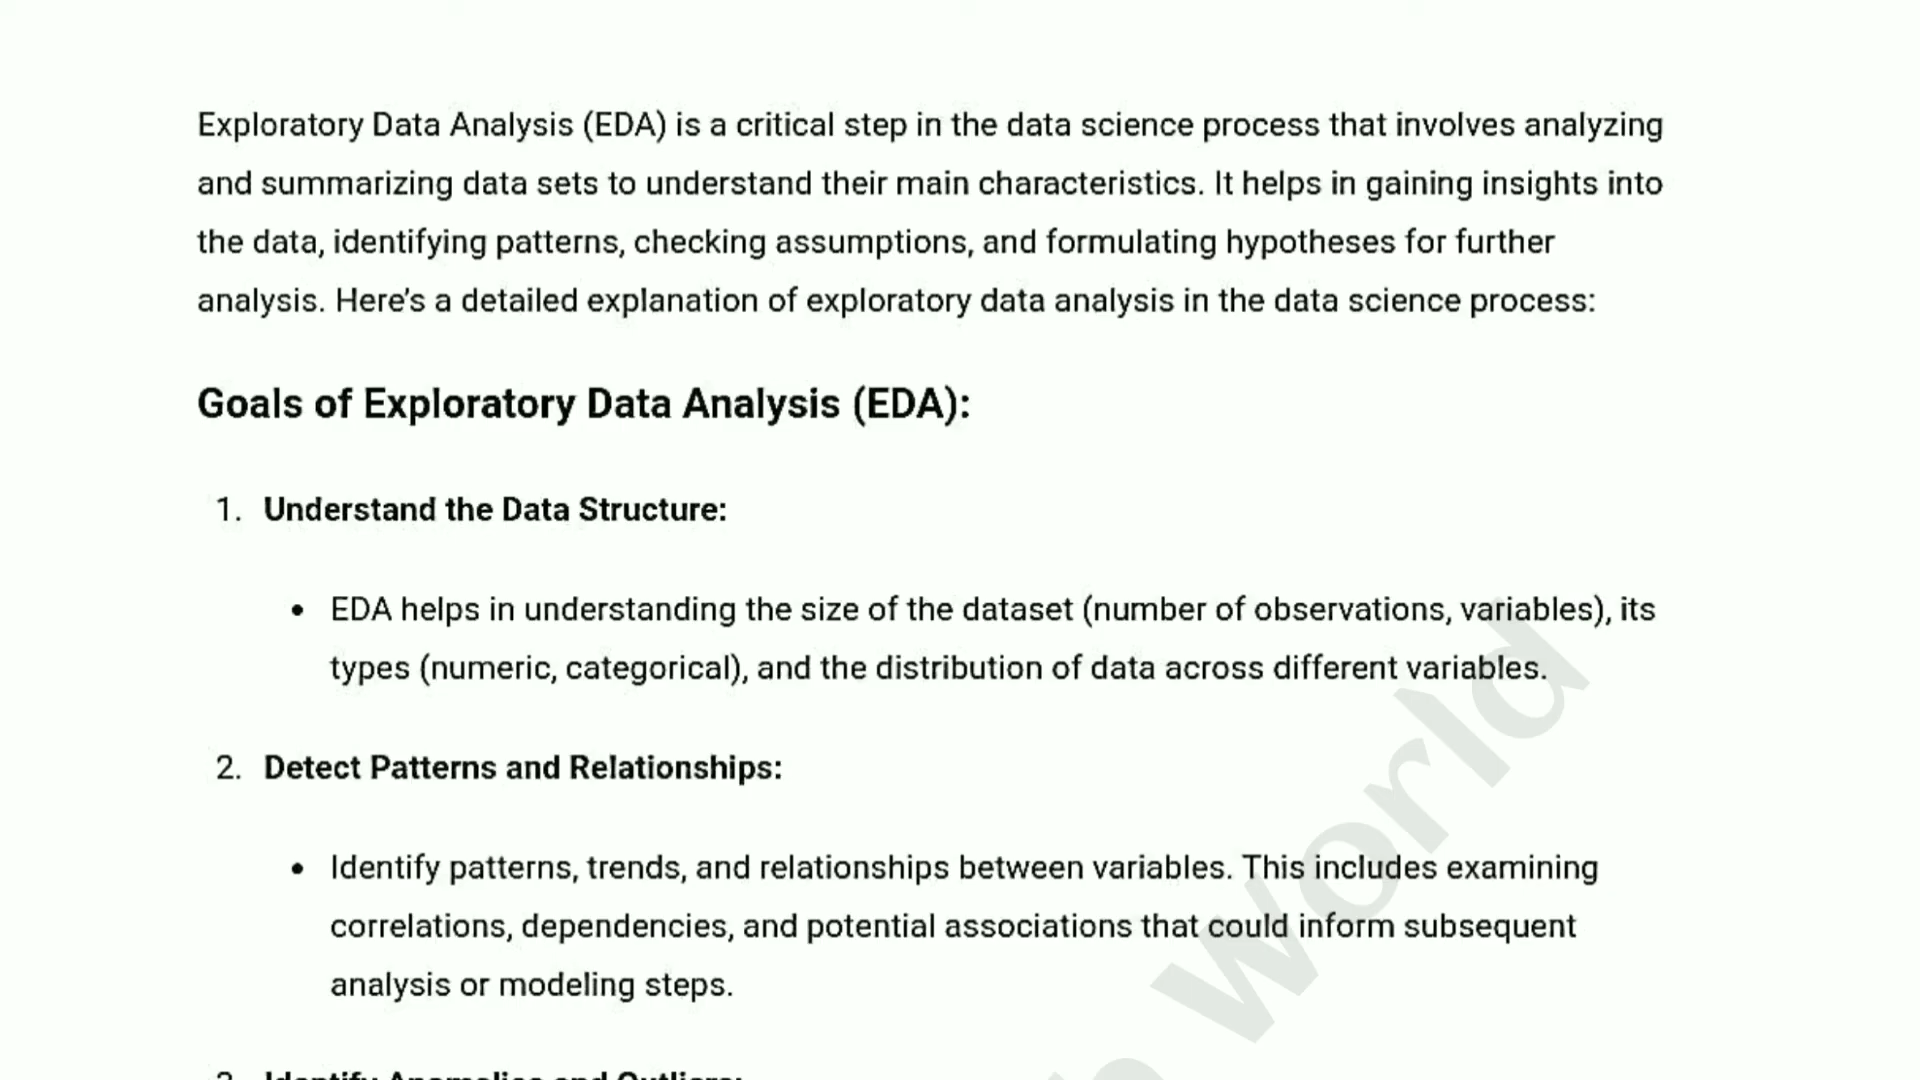 Exploratory Data Analysis (EDA) is a critical step in the data science process that involves analyzing
and summarizing data sets to understand their main characteristics. It helps in gaining insights into
the data, identifying patterns, checking assumptions, and formulating hypotheses for further
analysis. Here’s a detailed explanation of exploratory data analysis in the data science process:
Goals of Exploratory Data Analysis (EDA):
1. Understand the Data Structure:
• EDA helps in understanding the size of the dataset (number of observations, variables), its
types (numeric, categorical), and the distribution of data across different variables.
2. Detect Patterns and Relationships:
• Identify patterns, trends, and relationships between variables. This includes examining
correlations, dependencies, and potential associations that could inform subsequent
analysis or modeling steps.
3. Identify Anomalies and Outliers:
world